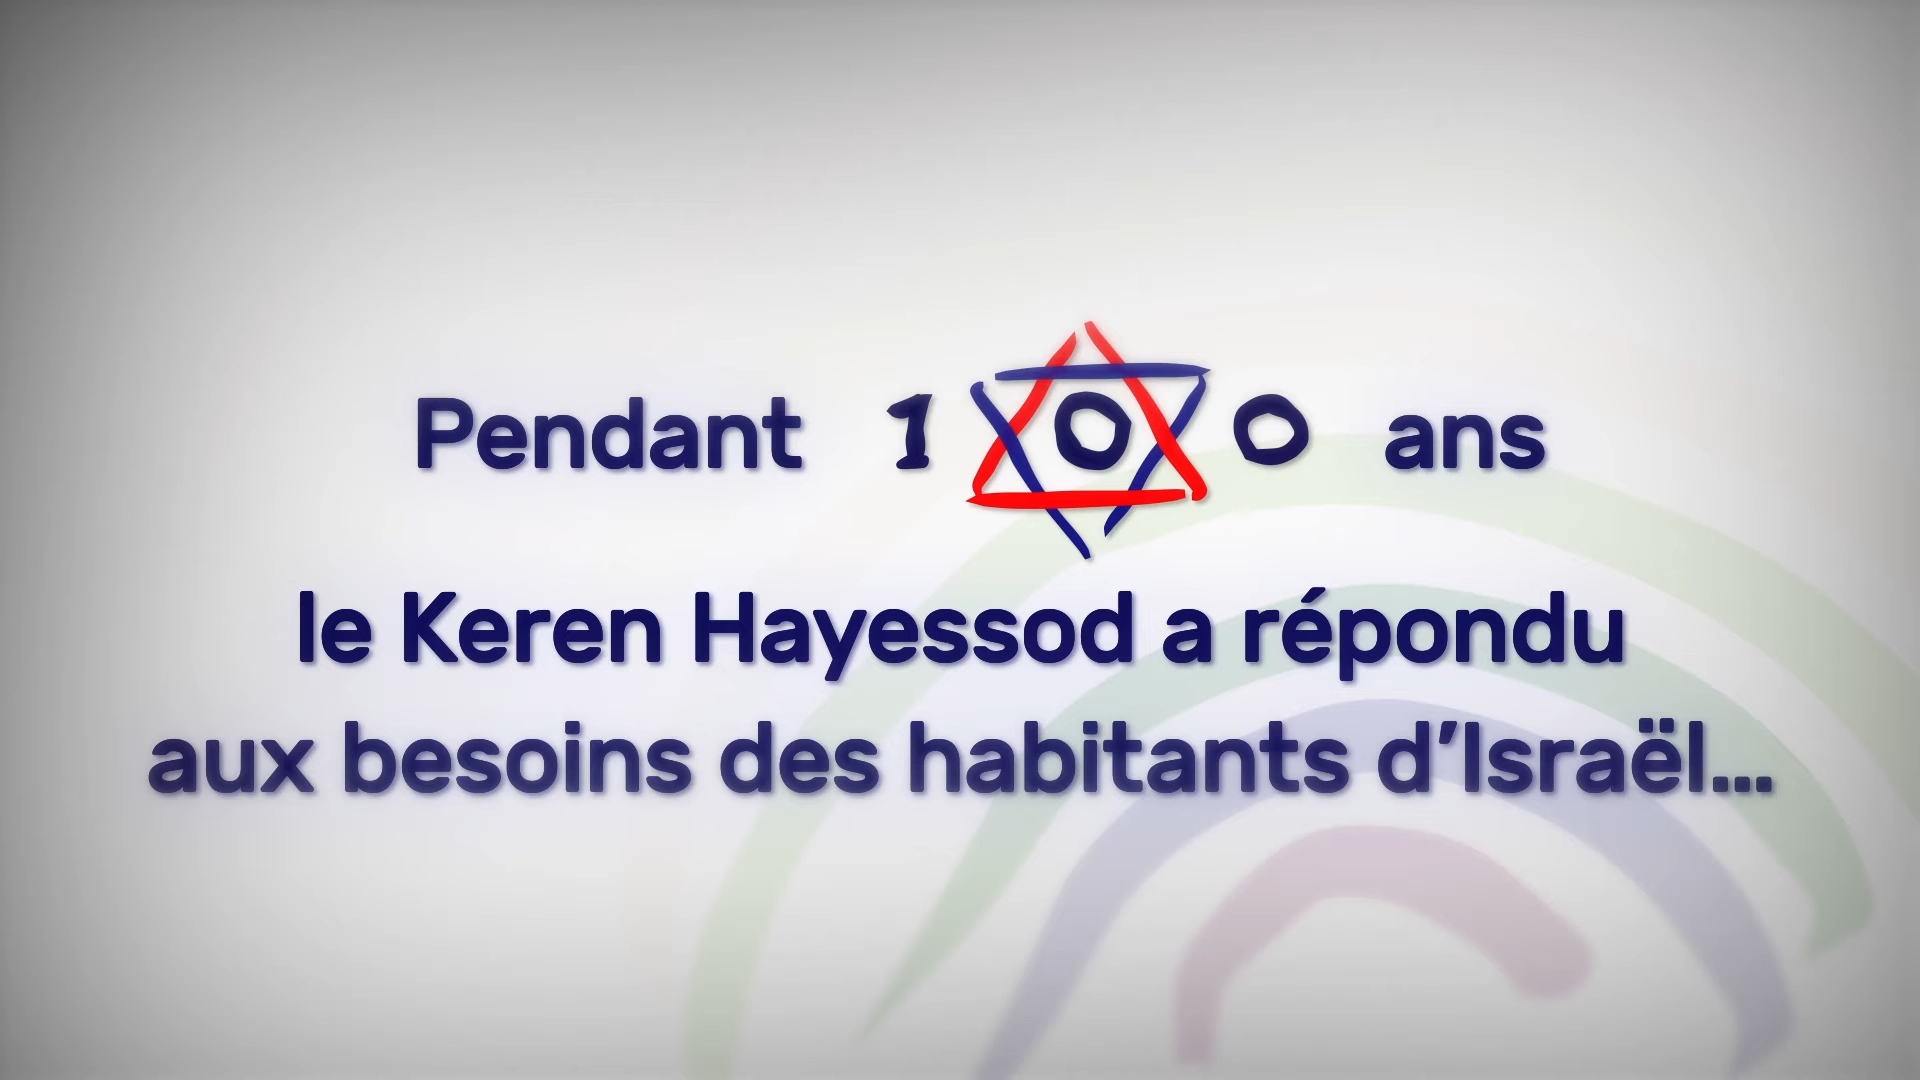 Pendant 100 ans
le Keren Hayessod a répondu
aux besoins des habitants d’Israël...